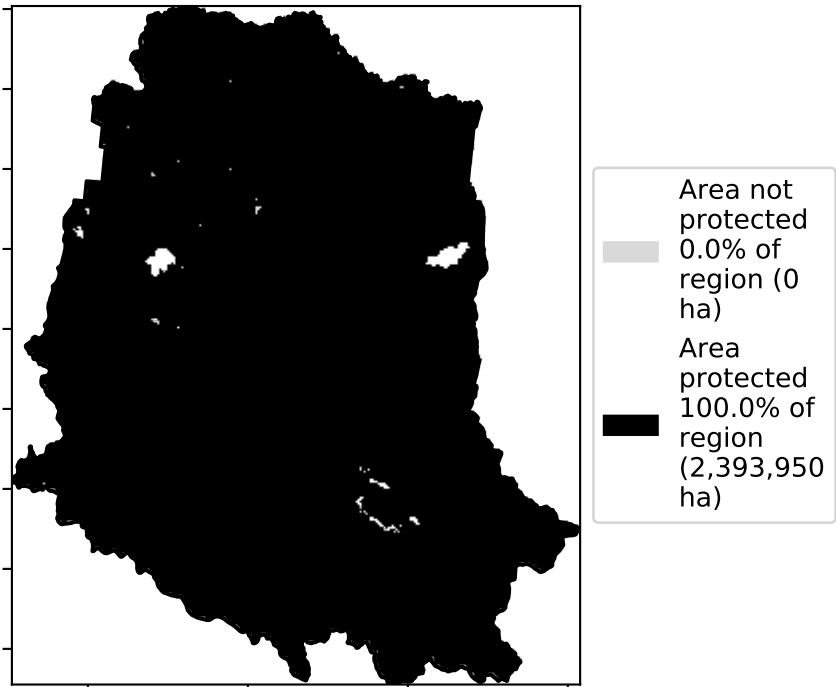 Area not
protected
0.0% of
region (0
ha)
Area
protected
100.0% of
region
(2,393,950
ha)